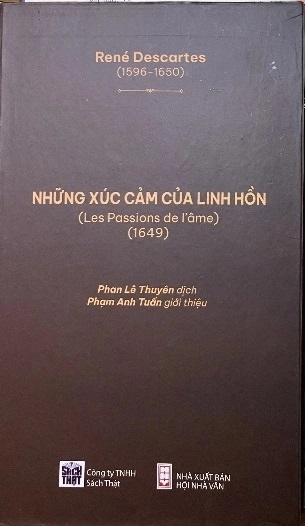 René Descartes
(1596-1650)
NHỮNG XÚC CẢM CỦA LINH HỒN
(Les Passions de l'âme)
(1649)
Phan Lê Thuyên dịch
Phạm Anh Tuấn giới thiệu
SÁCH
THẬT
Công ty TNHH
Sách Thật
NHÀ XUẤT BẢN
HỘI NHÀ VĂN